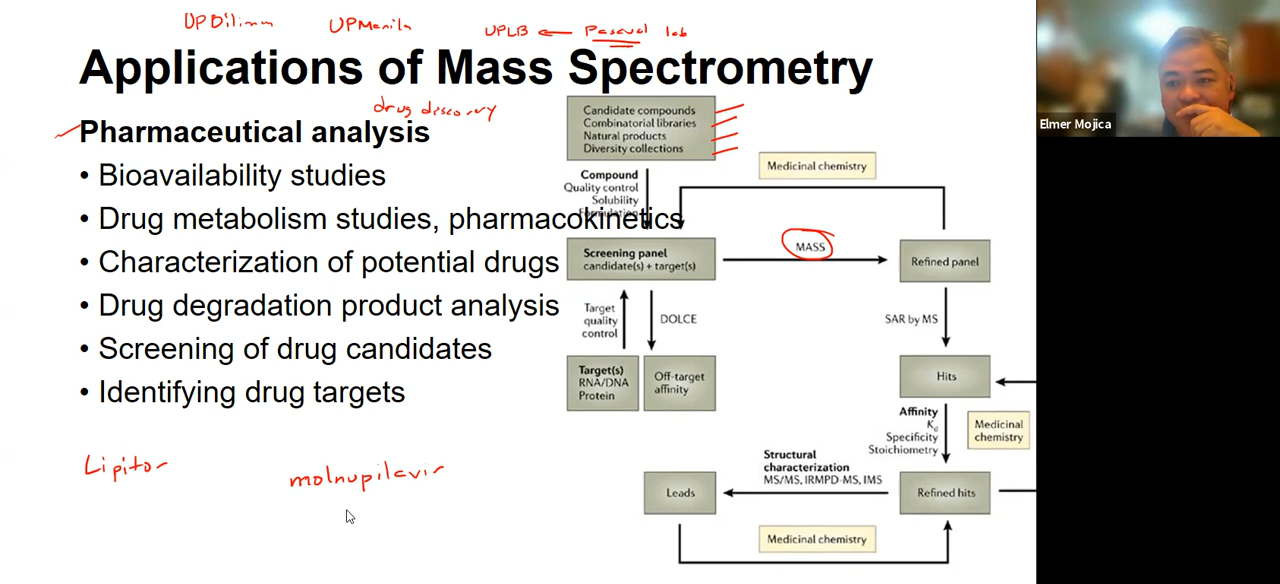 UPDiliman
UPManila
UPLB ← Pascual lab
Applications of Mass Spectrometry
drug discovery
Pharmaceutical analysis
• Bioavailability studies
• Drug metabolism studies, pharmacokinetics
• Characterization of potential drugs
• Drug degradation product analysis
• Screening of drug candidates
• Identifying drug targets
Lipitor
molnupilavir
Candidate compounds
Combinatorial libraries
Natural products
Diversity collections
Compound
Quality control
Solubility
Formulation
Medicinal chemistry
Screening panel
candidate(s) + target(s)
MASS
Refined panel
Target
quality
control
DOLCE
SAR by MS
Target(s)
RNA/DNA
Protein
Off-target
affinity
Hits
Affinity
Kd
Specificity
Stoichiometry
Medicinal
chemistry
Structural
characterization
MS/MS, IRMPD-MS, IMS
Leads
Refined hits
Medicinal chemistry
Elmer Mojica